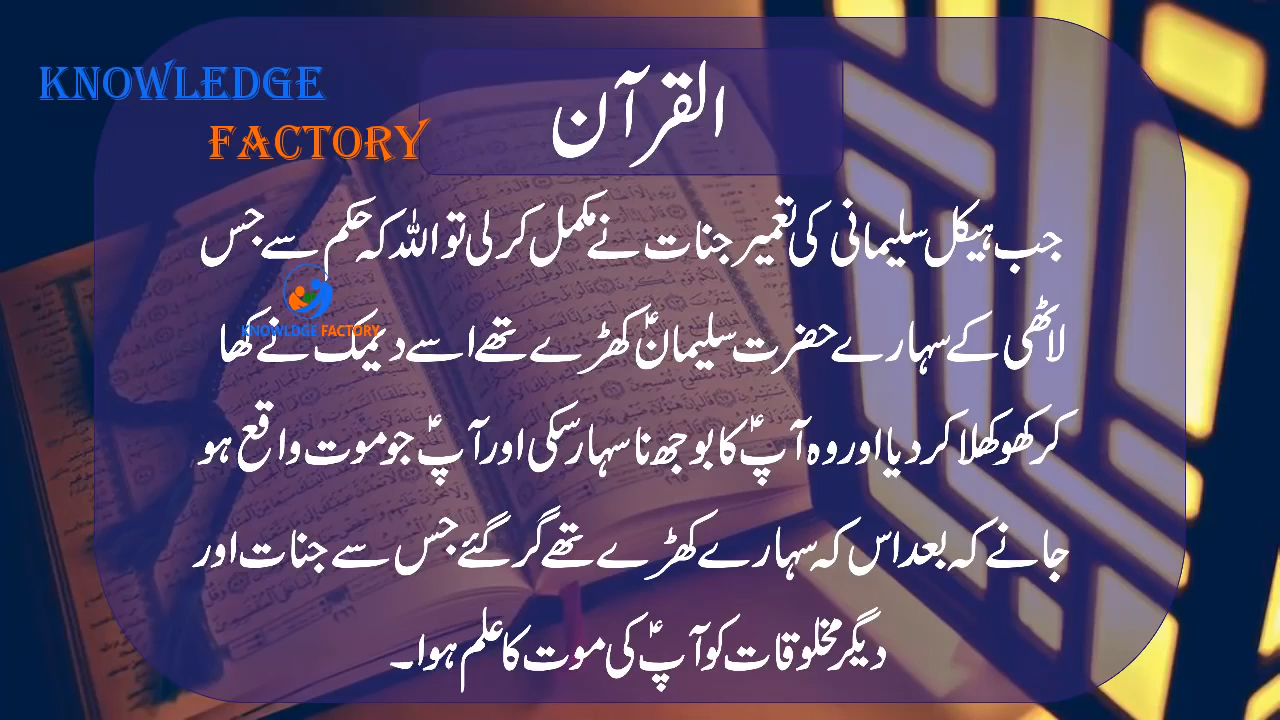 KNOWLEDGE
FACTORY
القرآن
جب ہیکل سلیمانی کی تعمیر جنات نے مکمل کر لی تو اللہ کہ حکم سے جس
لاٹھی کے سہارے حضرت سلیمانؑ کھڑے تھے اسے دیمک نے کھا
KNOWLDGE FACTORY
کر کھوکھلا کر دیا اور وہ آپؑ کا بوجھ نا سہار سکی اور آپؑ جو موت واقع ہو
جانے کہ بعد اس کہ سہارے کھڑے تھے گر گئے جس سے جنات اور
دیگر مخلوقات کو آپؑ کی موت کا علم ہوا۔